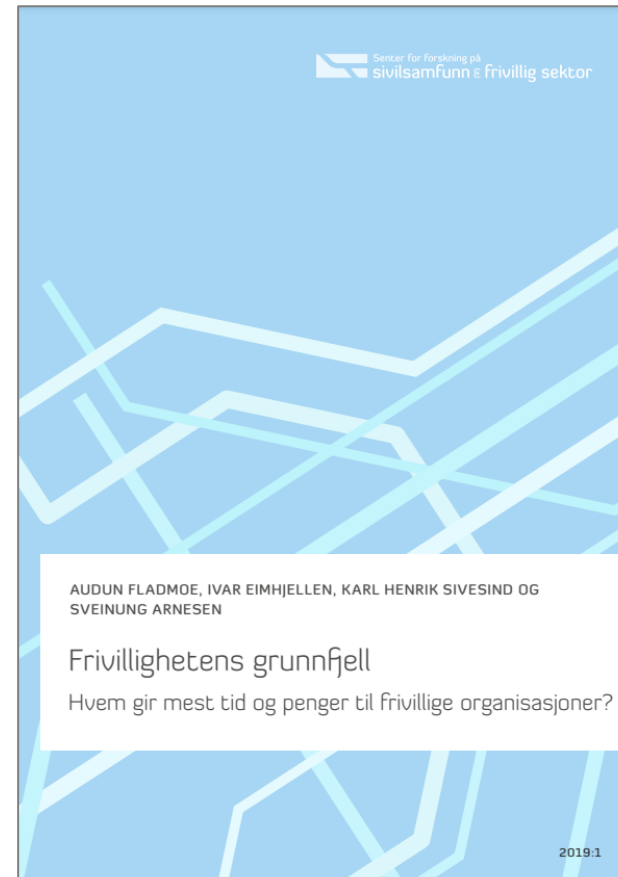 Senter for forskning på
sivilsamfunn & frivillig sektor
AUDUN FLADMOE, IVAR EIMHJELLEN, KARL HENRIK SIVESIND OG
SVEINUNG ARNESEN
Frivillighetens grunnfjell
Hvem gir mest tid og penger til frivillige organisasjoner?
2019:1